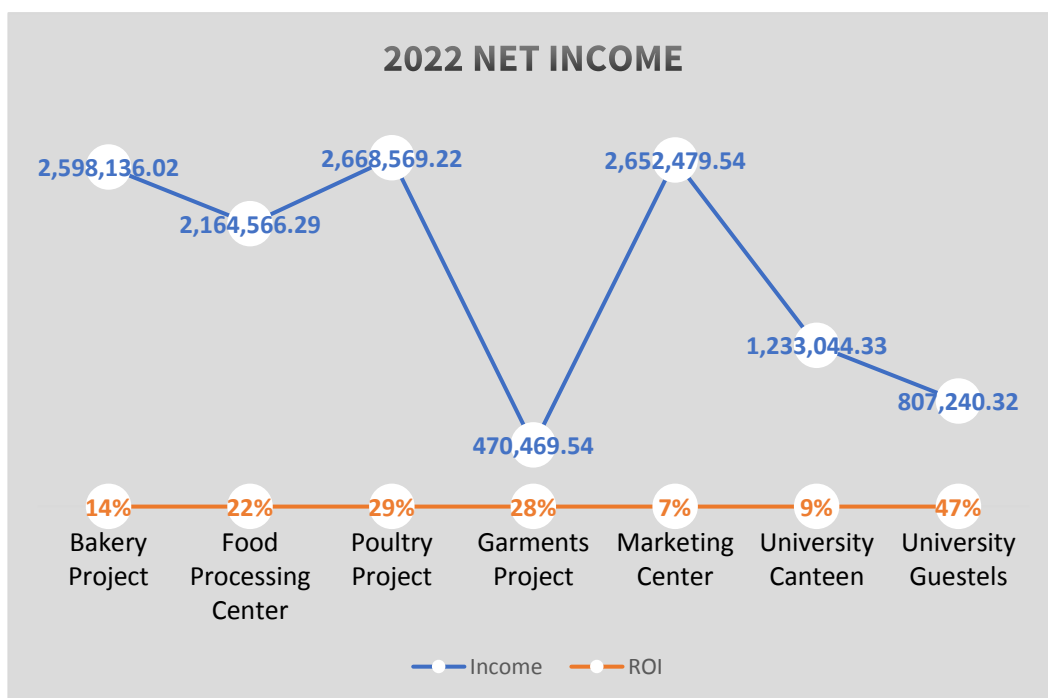 2022 NET INCOME
2,598,136.02
2,164,566.29
2,668,569.22
470,469.54
2,652,479.54
1,233,044.33
807,240.32
14% 22% 29% 28% 7% 9% 47%
Bakery Food Poultry Garments Marketing University University
Project Processing Project Project Center Canteen Guestels
Center
Income ROI